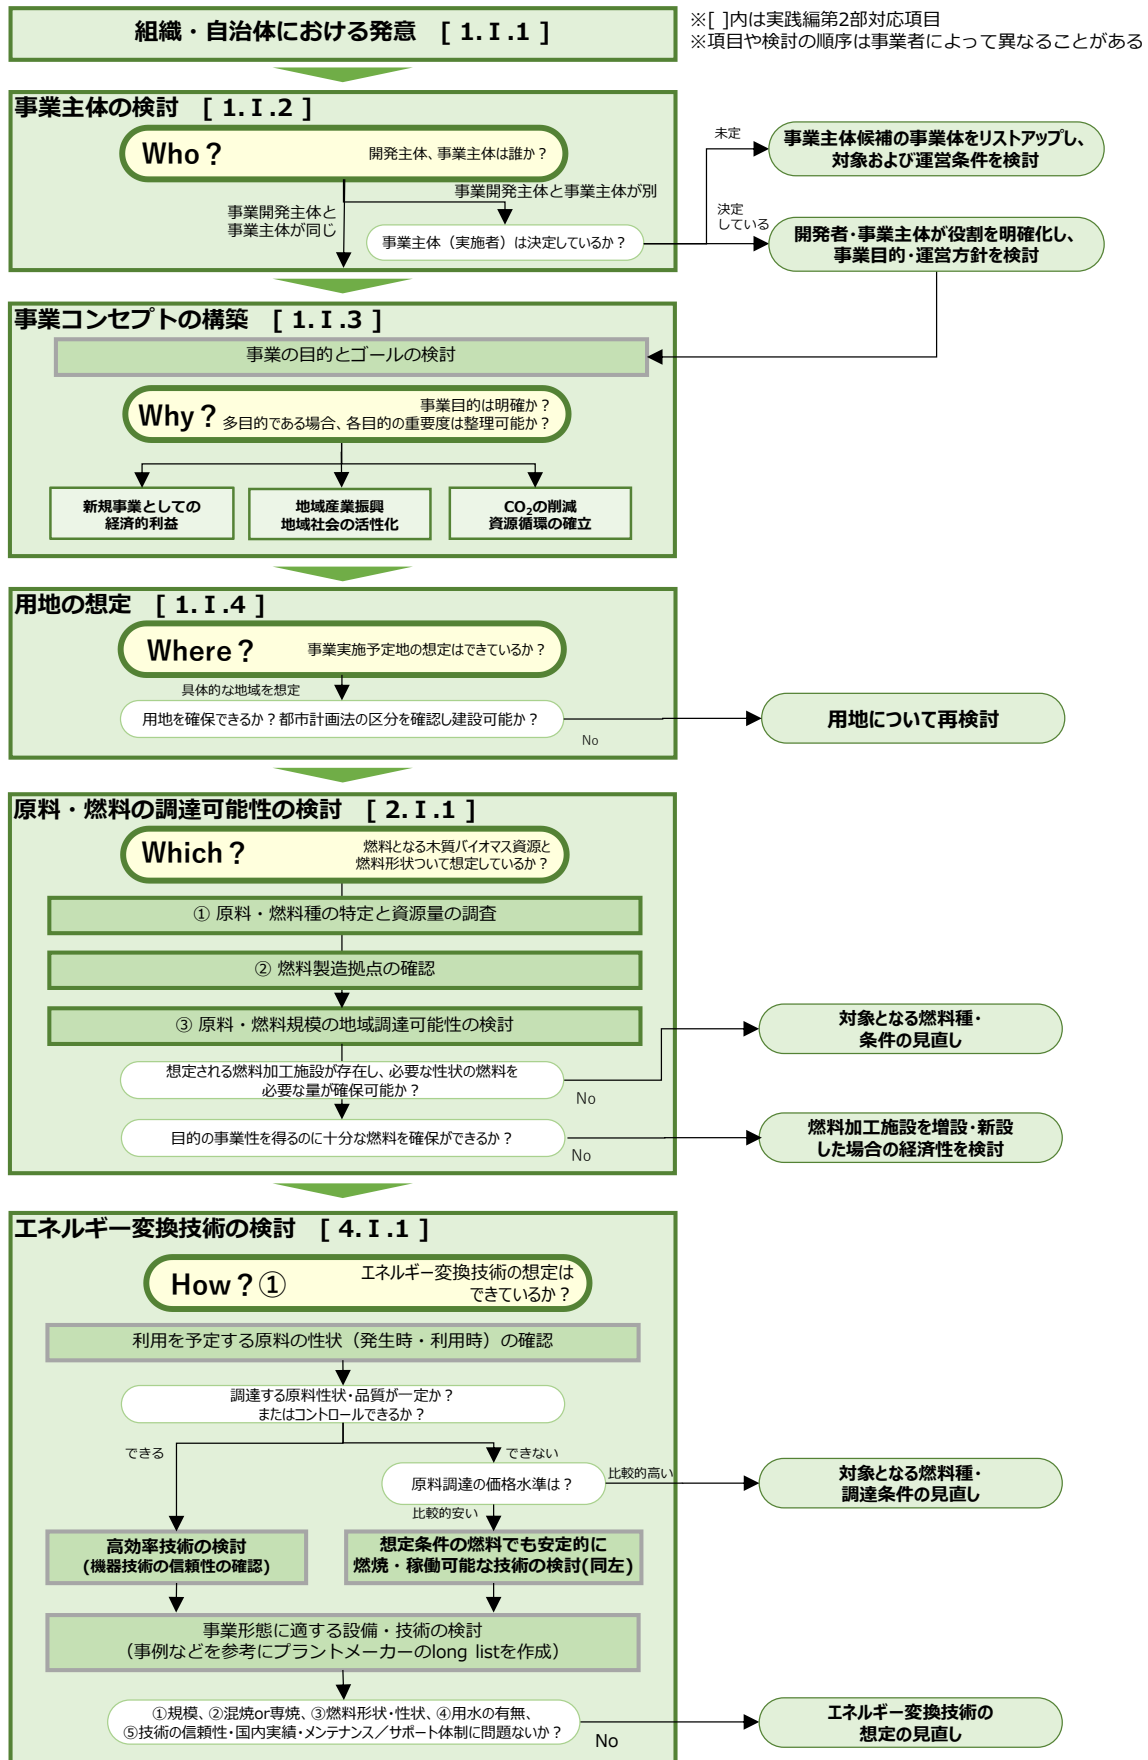 組織・自治体における発意 [ 1.Ⅰ.1 ]
※[ ]内は実践編第2部対応項目
※項目や検討の順序は事業者によって異なることがある
事業主体の検討 [ 1.Ⅰ.2 ]
Who？
開発主体、事業主体は誰か？
事業開発主体と
事業主体が同じ
事業開発主体と事業主体が別
事業主体（実施者）は決定しているか？
未定
事業主体候補の事業体をリストアップし、
対象および運営条件を検討
決定
している
開発者・事業主体が役割を明確化し、
事業目的・運営方針を検討
事業コンセプトの構築 [ 1.Ⅰ.3 ]
事業の目的とゴールの検討
Why？
事業目的は明確か？
多目的である場合、各目的の重要度は整理可能か？
新規事業としての
経済的利益
地域産業振興
地域社会の活性化
CO₂の削減
資源循環の確立
用地の想定 [ 1.Ⅰ.4 ]
Where？
事業実施予定地の想定はできているか？
具体的な地域を想定
用地を確保できるか？都市計画法の区分を確認し建設可能か？
No
用地について再検討
原料・燃料の調達可能性の検討 [ 2.Ⅰ.1 ]
Which？
燃料となる木質バイオマス資源と
燃料形状ついて想定しているか？
① 原料・燃料種の特定と資源量の調査
② 燃料製造拠点の確認
③ 原料・燃料規模の地域調達可能性の検討
想定される燃料加工施設が存在し、必要な性状の燃料を
必要な量が確保可能か？
No
対象となる燃料種・
条件の見直し
目的の事業性を得るのに十分な燃料を確保ができるか？
No
燃料加工施設を増設・新設
した場合の経済性を検討
エネルギー変換技術の検討 [ 4.Ⅰ.1 ]
How？①
エネルギー変換技術の想定は
できているか？
利用を予定する原料の性状（発生時・利用時）の確認
調達する原料性状・品質が一定か？
またはコントロールできるか？
できる
できない
原料調達の価格水準は？
比較的高い
対象となる燃料種・
調達条件の見直し
比較的安い
高効率技術の検討
(機器技術の信頼性の確認)
想定条件の燃料でも安定的に
燃焼・稼働可能な技術の検討(同左)
事業形態に適する設備・技術の検討
（事例などを参考にプラントメーカーのlong listを作成）
①規模、②混焼or専焼、③燃料形状・性状、④用水の有無、
⑤技術の信頼性・国内実績・メンテナンス／サポート体制に問題ないか？
No
エネルギー変換技術の
想定の見直し